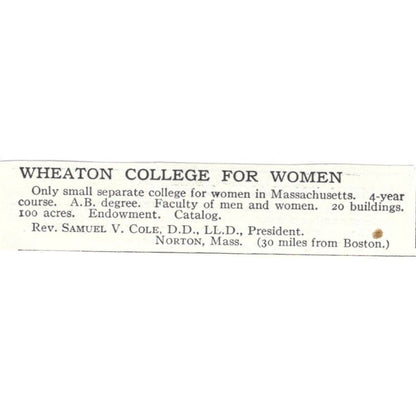 WHEATON COLLEGE FOR WOMEN
Only small separate college for women in Massachusetts. 4-year
course. A.B. degree. Faculty of men and women. 20 buildings.
100 acres. Endowment. Catalog.
Rev. SAMUEL V. COLE, D.D., LL.D., President.
NORTON, Mass. (30 miles from Boston.)